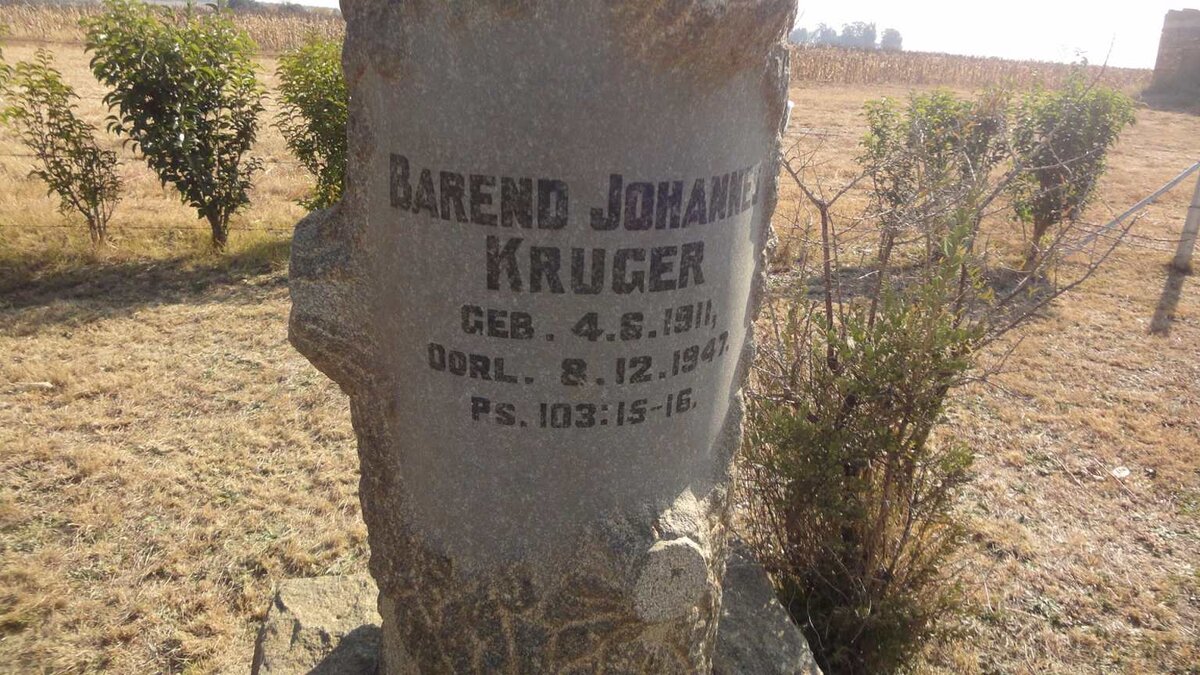 BAREND JOHANNES
KRUGER
GEB. 4.6.1911,
OORL. 8.12.1947.
PS. 103:15-16.